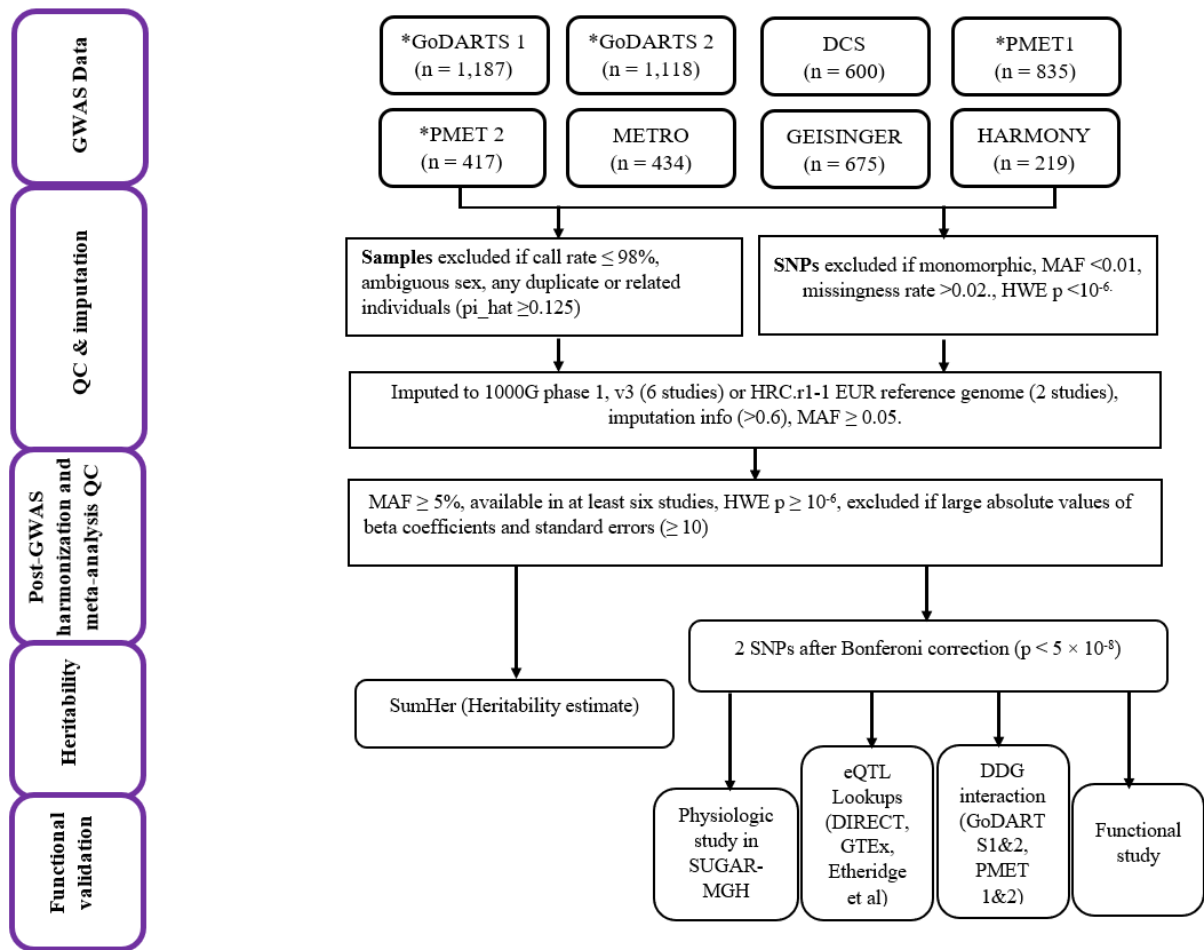 GWAS Data
*GoDARTS 1
(n = 1,187)
*GoDARTS 2
(n = 1,118)
DCS
(n = 600)
*PMET1
(n = 835)
*PMET 2
(n = 417)
METRO
(n = 434)
GEISINGER
(n = 675)
HARMONY
(n = 219)
QC & imputation
Samples excluded if call rate ≤ 98%,
ambiguous sex, any duplicate or related
individuals (pi_hat ≥0.125)
SNPs excluded if monomorphic, MAF <0.01,
missingness rate >0.02., HWE p <10⁻⁶·
Imputed to 1000G phase 1, v3 (6 studies) or HRC.r1-1 EUR reference genome (2 studies),
imputation info (>0.6), MAF ≥ 0.05.
Post-GWAS
harmonization and
meta-analysis QC
MAF ≥ 5%, available in at least six studies, HWE p ≥ 10⁻⁶, excluded if large absolute values of
beta coefficients and standard errors (≥ 10)
2 SNPs after Bonferoni correction (p < 5 × 10⁻⁸)
Heritability
SumHer (Heritability estimate)
Functional
validation
Physiologic
study in
SUGAR-
MGH
eQTL
Lookups
(DIRECT,
GTEx,
Etheridge
et al)
DDG
interaction
(GoDART
S1&2,
PMET
1&2)
Functional
study